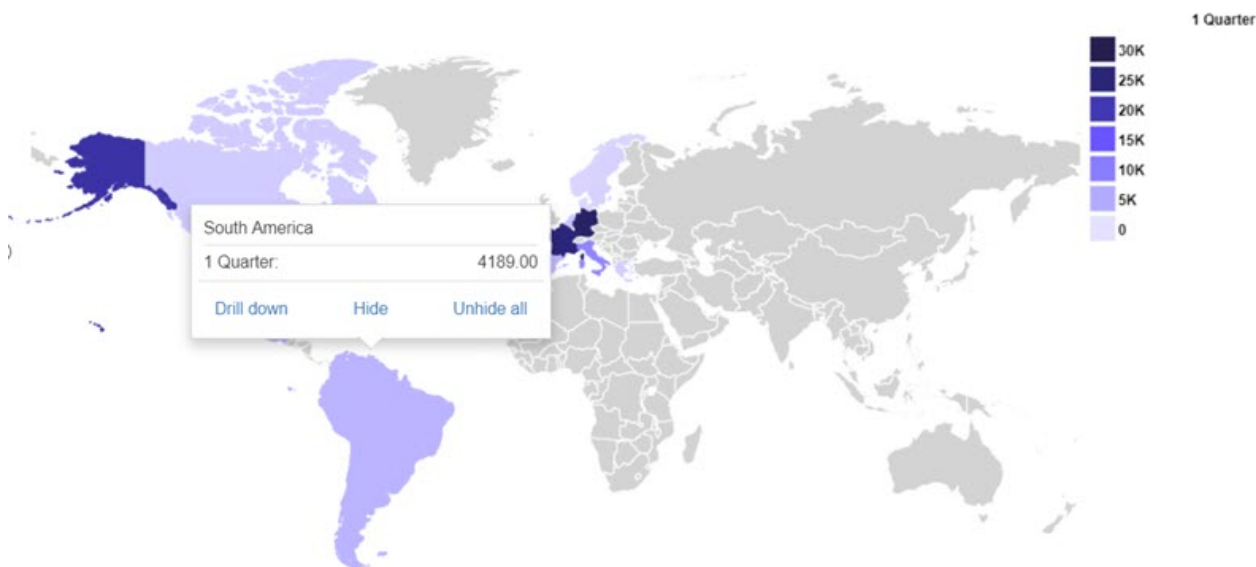 1 Quarter
30K
25K
20K
15K
10K
5K
0
South America
1 Quarter: 4189.00
Drill down Hide Unhide all